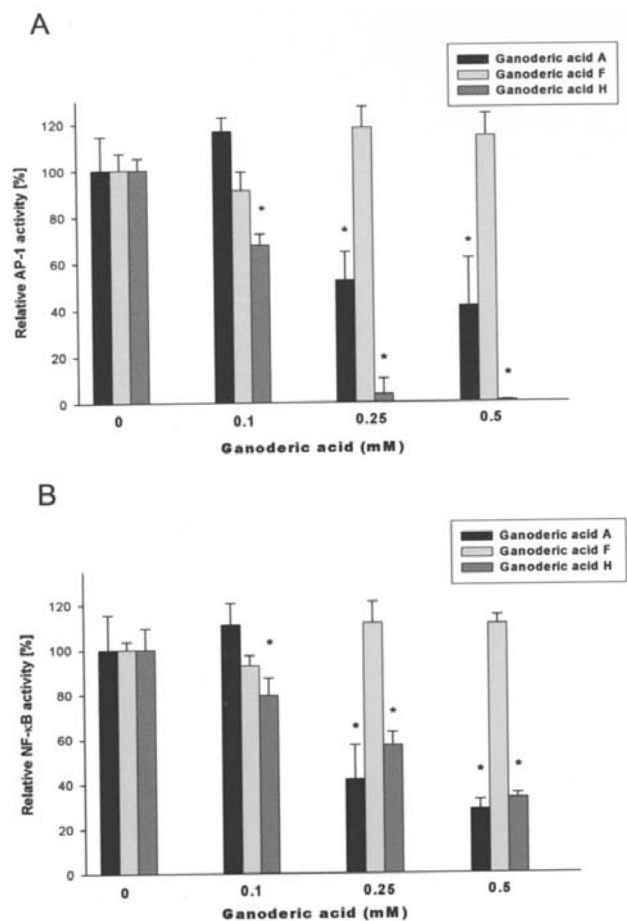 A
Ganoderic acid A
Ganoderic acid F
Ganoderic acid H
Relative AP-1 activity [%]
120
100
80
60
40
20
0
*
*
*
*
*
0
0.1
0.25
0.5
Ganoderic acid (mM)
B
Ganoderic acid A
Ganoderic acid F
Ganoderic acid H
Relative NF-κB activity [%]
120
100
80
60
40
20
0
*
*
*
*
*
0
0.1
0.25
0.5
Ganoderic acid (mM)